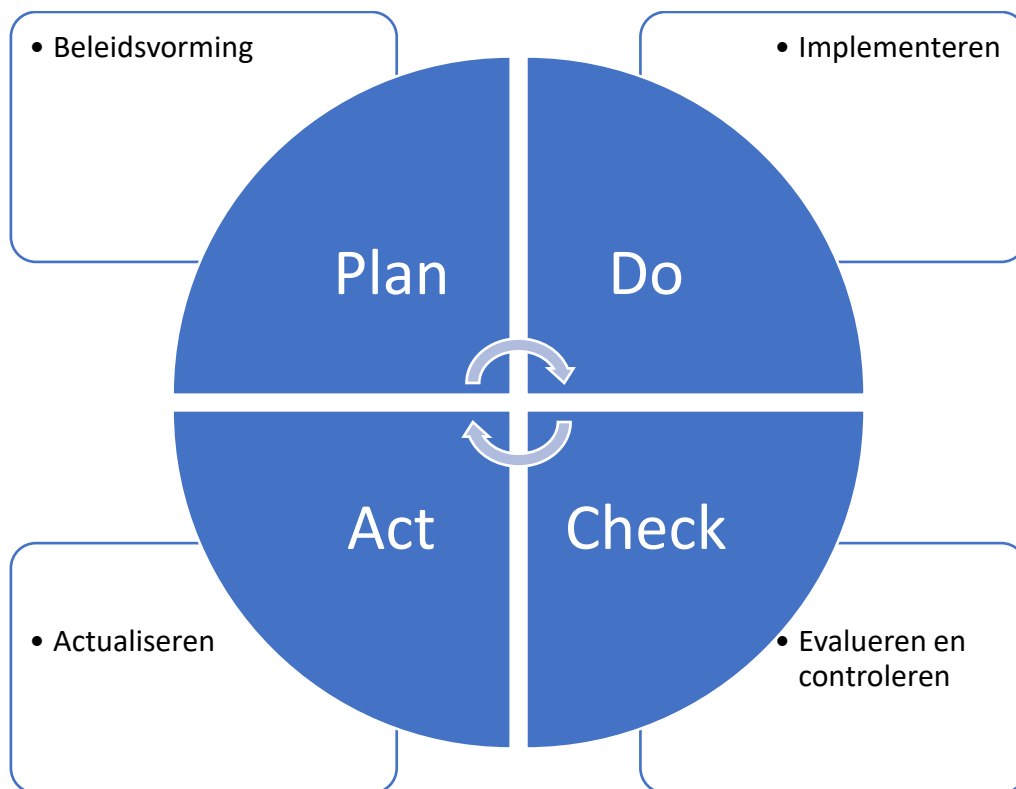 • Beleidsvorming
• Implementeren
Plan
Do
Act
Check
• Actualiseren
• Evalueren en
controleren